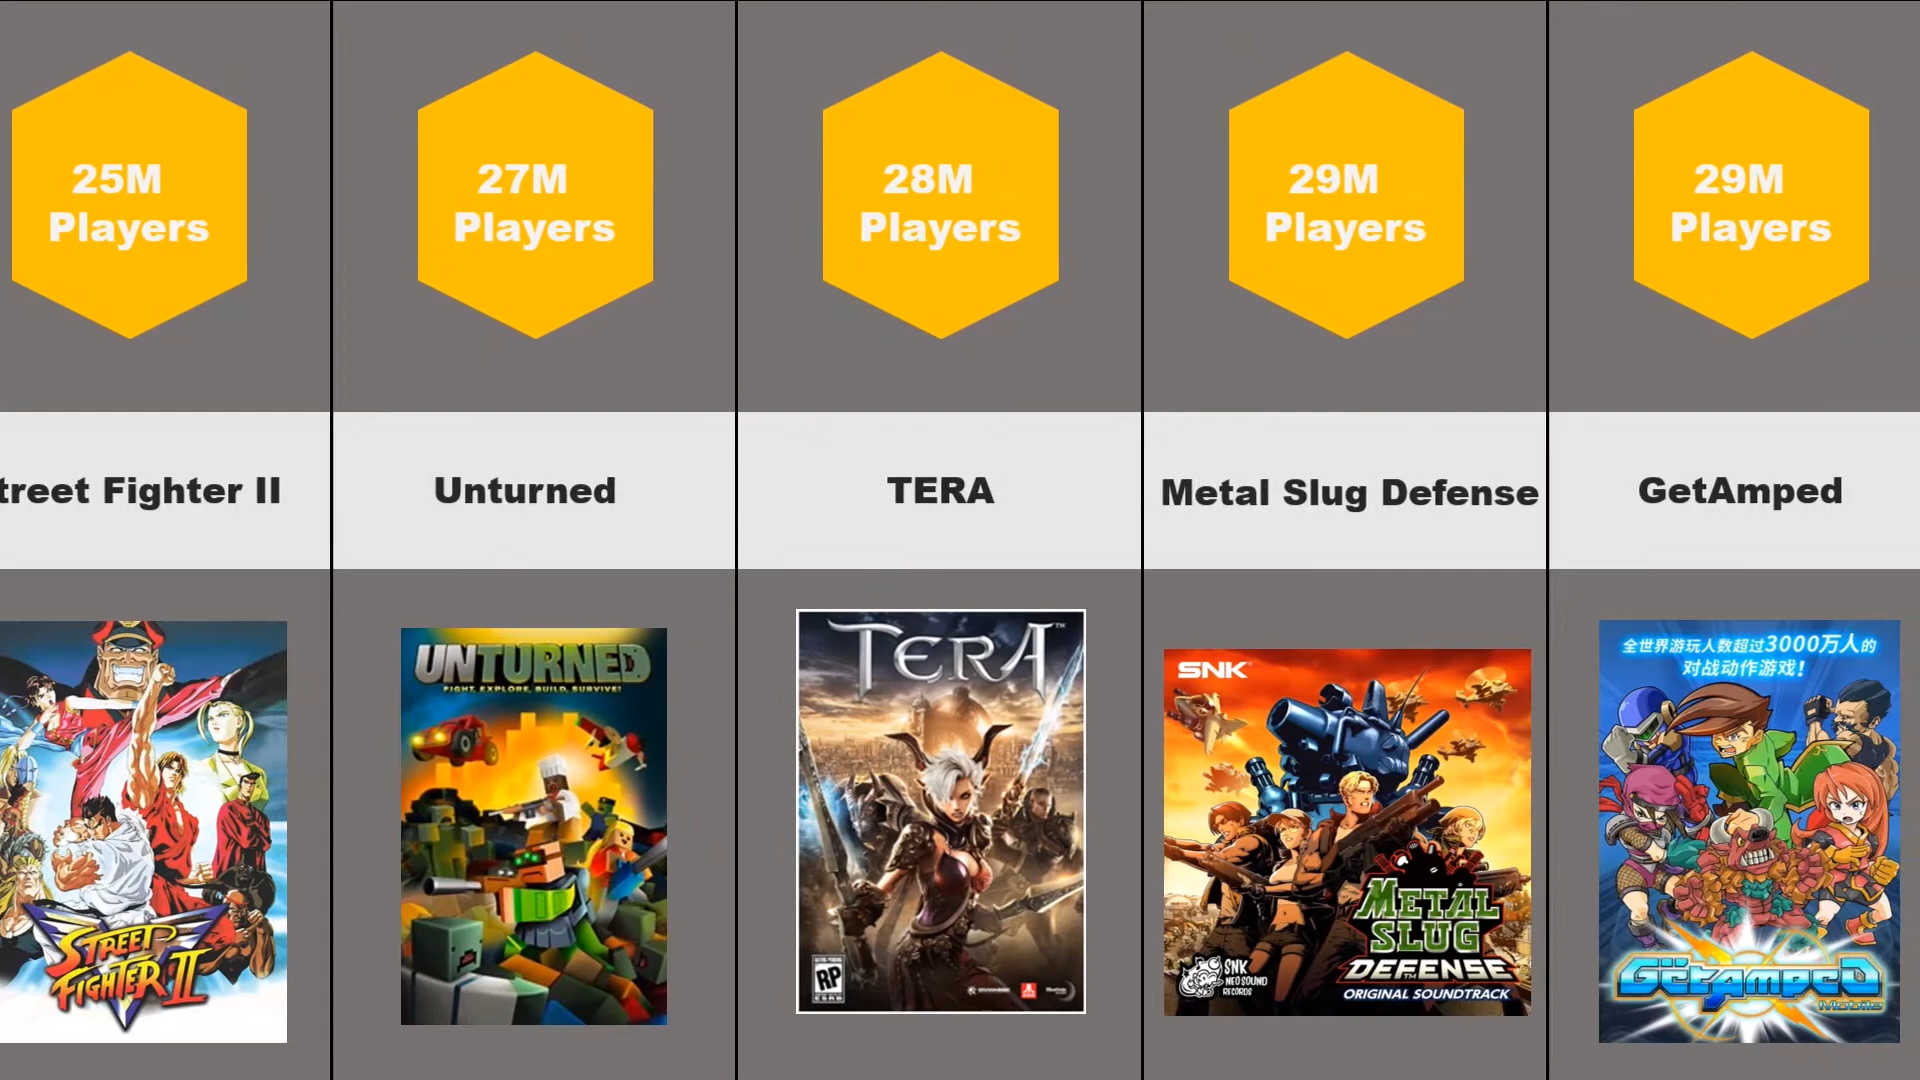 25M
Players
27M
Players
28M
Players
29M
Players
29M
Players
treet Fighter II
Unturned
TERA
Metal Slug Defense
GetAmped
STREET
FIGHTER II
UNTURNED
FIGHT, EXPLORE, BUILD, SURVIVE!
TERA™
RP
ESRB
SNK
METAL
SLUG
DEFENSE
ORIGINAL SOUNDTRACK
SNK
NEO SOUND
RECORDS
全世界游玩人数超过3000万人的
对战动作游戏!
GetAmped
Mobile